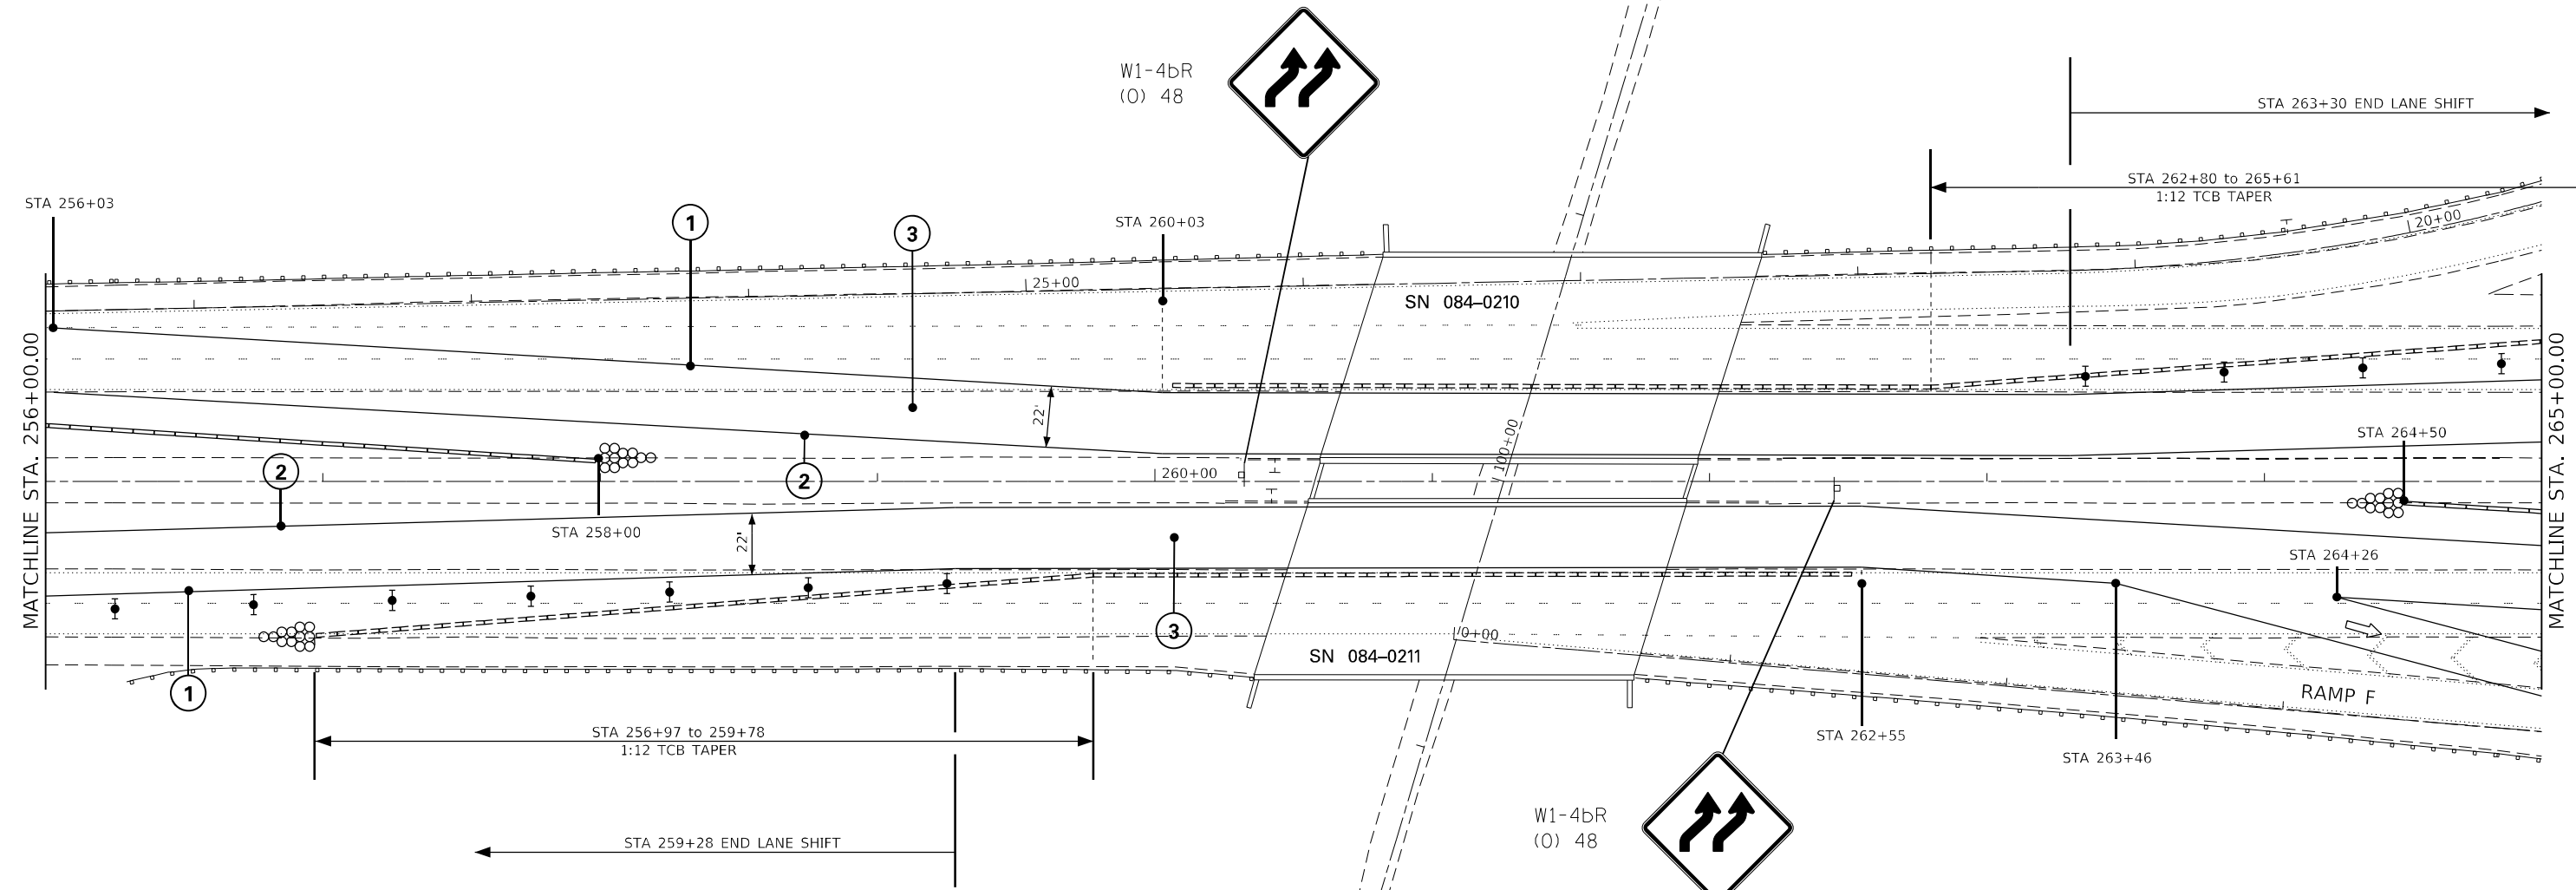 W1-4bR
(O) 48
STA 263+30 END LANE SHIFT
STA 262+80 to 265+61
1:12 TCB TAPER
STA 256+03
1
3
STA 260+03
20+00
25+00
SN 084-0210
MATCHLINE STA. 256+00.00
22'
100+00
STA 264+50
MATCHLINE STA. 265+00.00
2
260+00
2
STA 258+00
22'
STA 264+26
3
0+00
SN 084-0211
1
RAMP F
STA 256+97 to 259+78
1:12 TCB TAPER
STA 262+55
STA 263+46
W1-4bR
(O) 48
STA 259+28 END LANE SHIFT